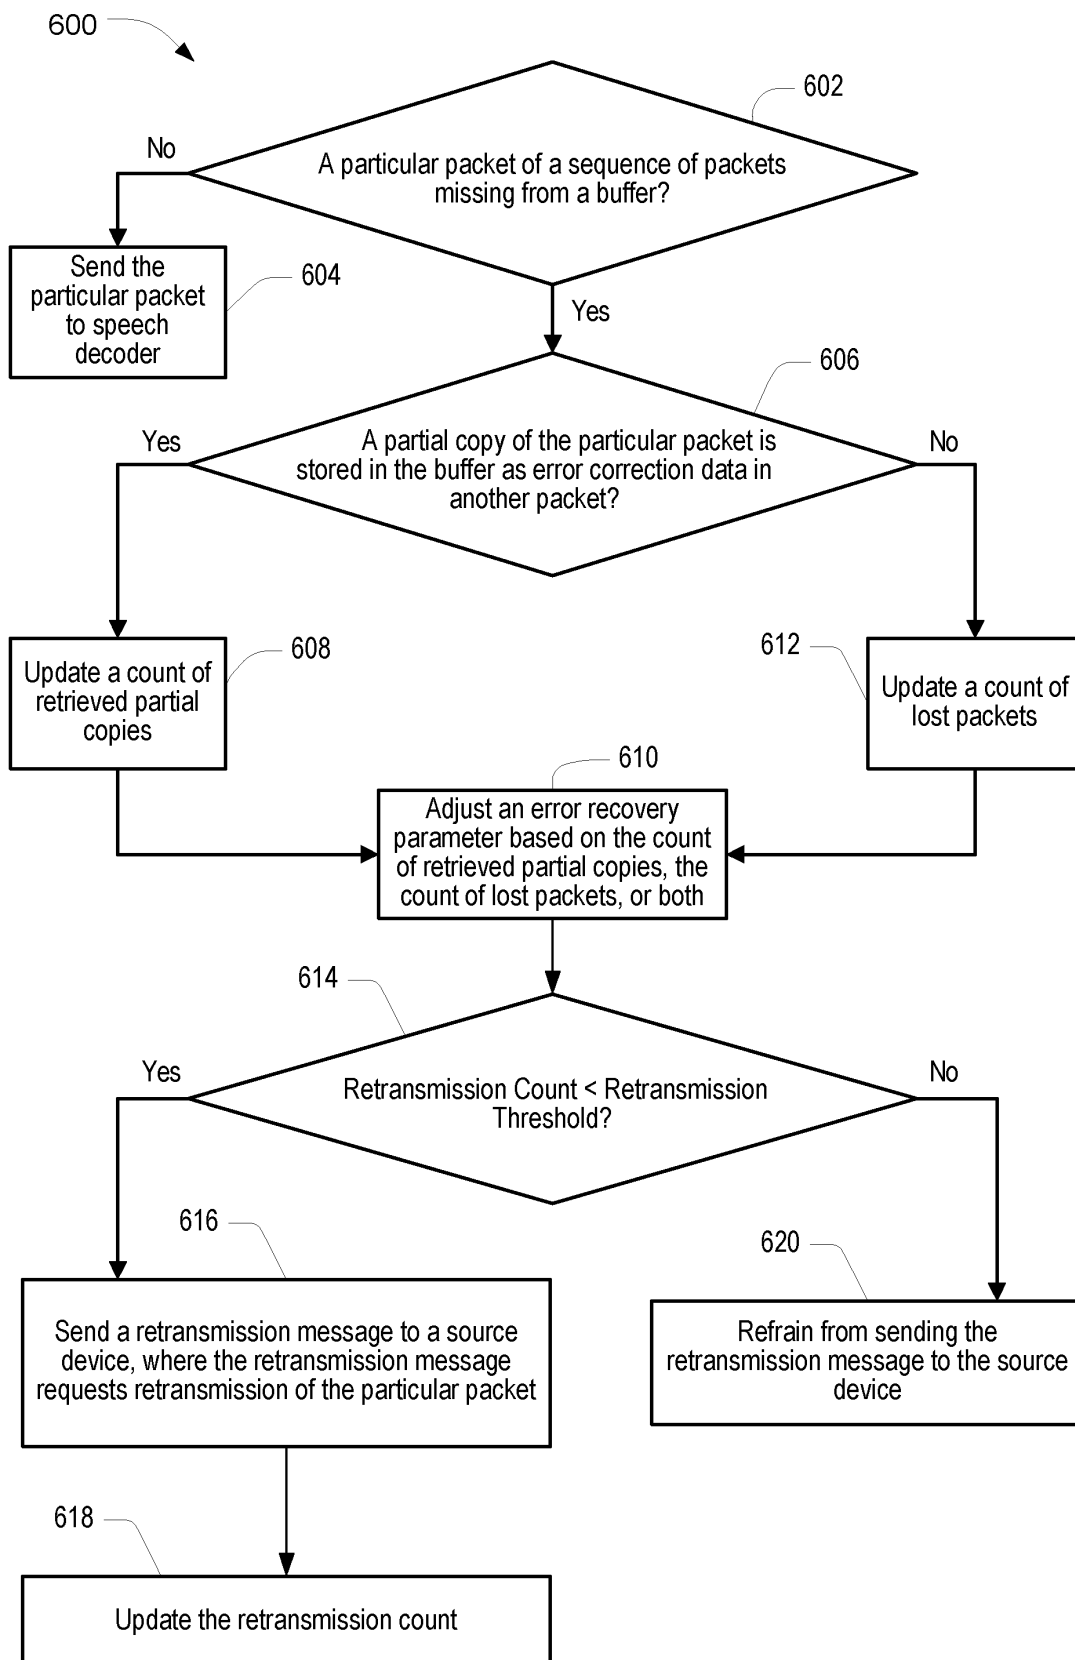 600
602
No
A particular packet of a sequence of packets
missing from a buffer?
Send the
particular packet
to speech
decoder
604
Yes
606
Yes
A partial copy of the particular packet is
stored in the buffer as error correction data in
another packet?
No
Update a count of
retrieved partial
copies
608
612
Update a count of
lost packets
610
Adjust an error recovery
parameter based on the count
of retrieved partial copies, the
count of lost packets, or both
614
Yes
Retransmission Count < Retransmission
Threshold?
No
616
Send a retransmission message to a source
device, where the retransmission message
requests retransmission of the particular packet
620
Refrain from sending the
retransmission message to the source
device
618
Update the retransmission count